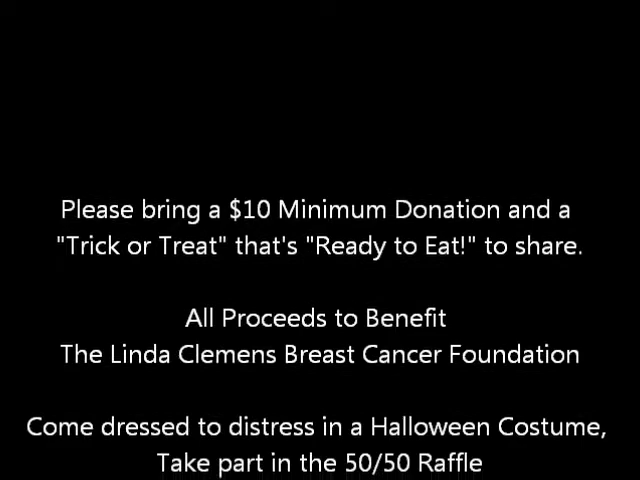 Please bring a $10 Minimum Donation and a
"Trick or Treat" that's "Ready to Eat!" to share.
All Proceeds to Benefit
The Linda Clemens Breast Cancer Foundation
Come dressed to distress in a Halloween Costume,
Take part in the 50/50 Raffle